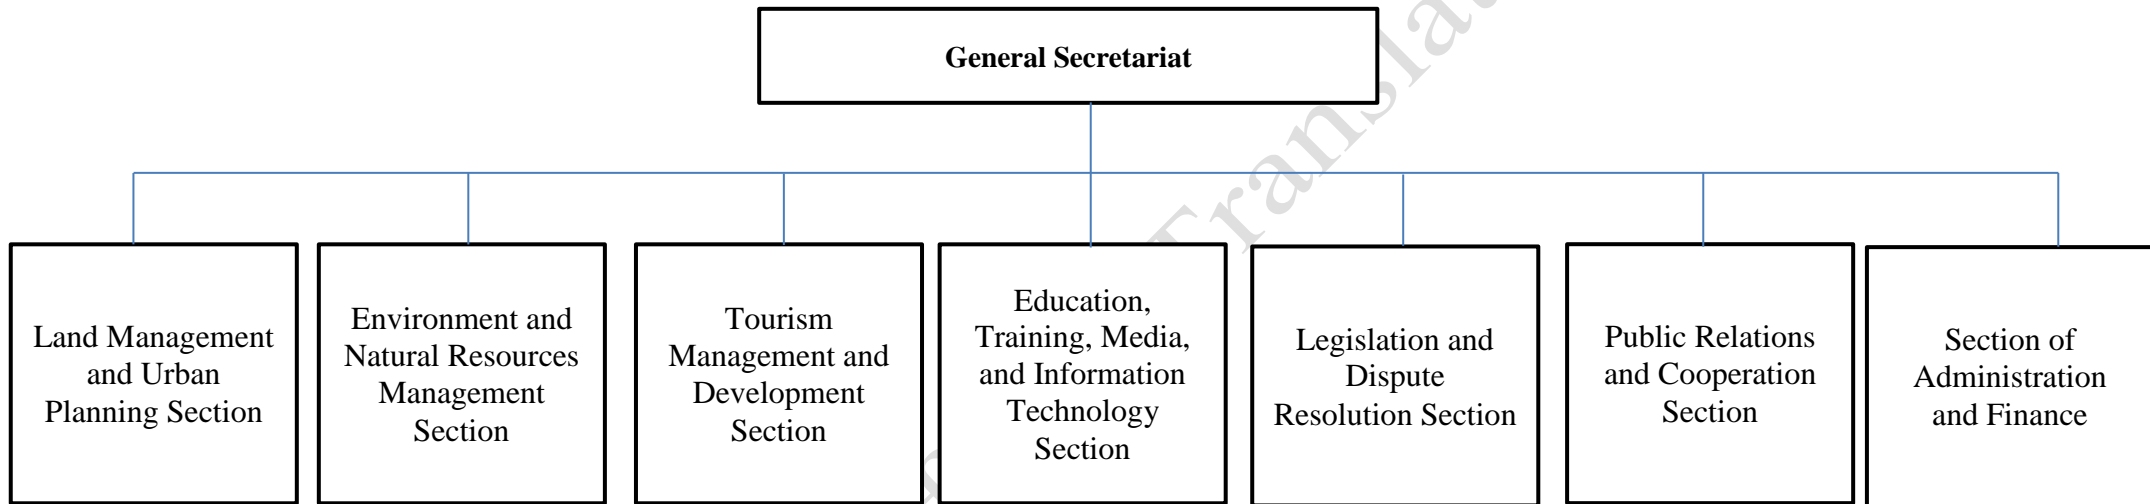 General Secretariat
Land Management
and Urban
Planning Section
Environment and
Natural Resources
Management
Section
Tourism
Management and
Development
Section
Education,
Training, Media,
and Information
Technology
Section
Legislation and
Dispute
Resolution Section
Public Relations
and Cooperation
Section
Section of
Administration
and Finance